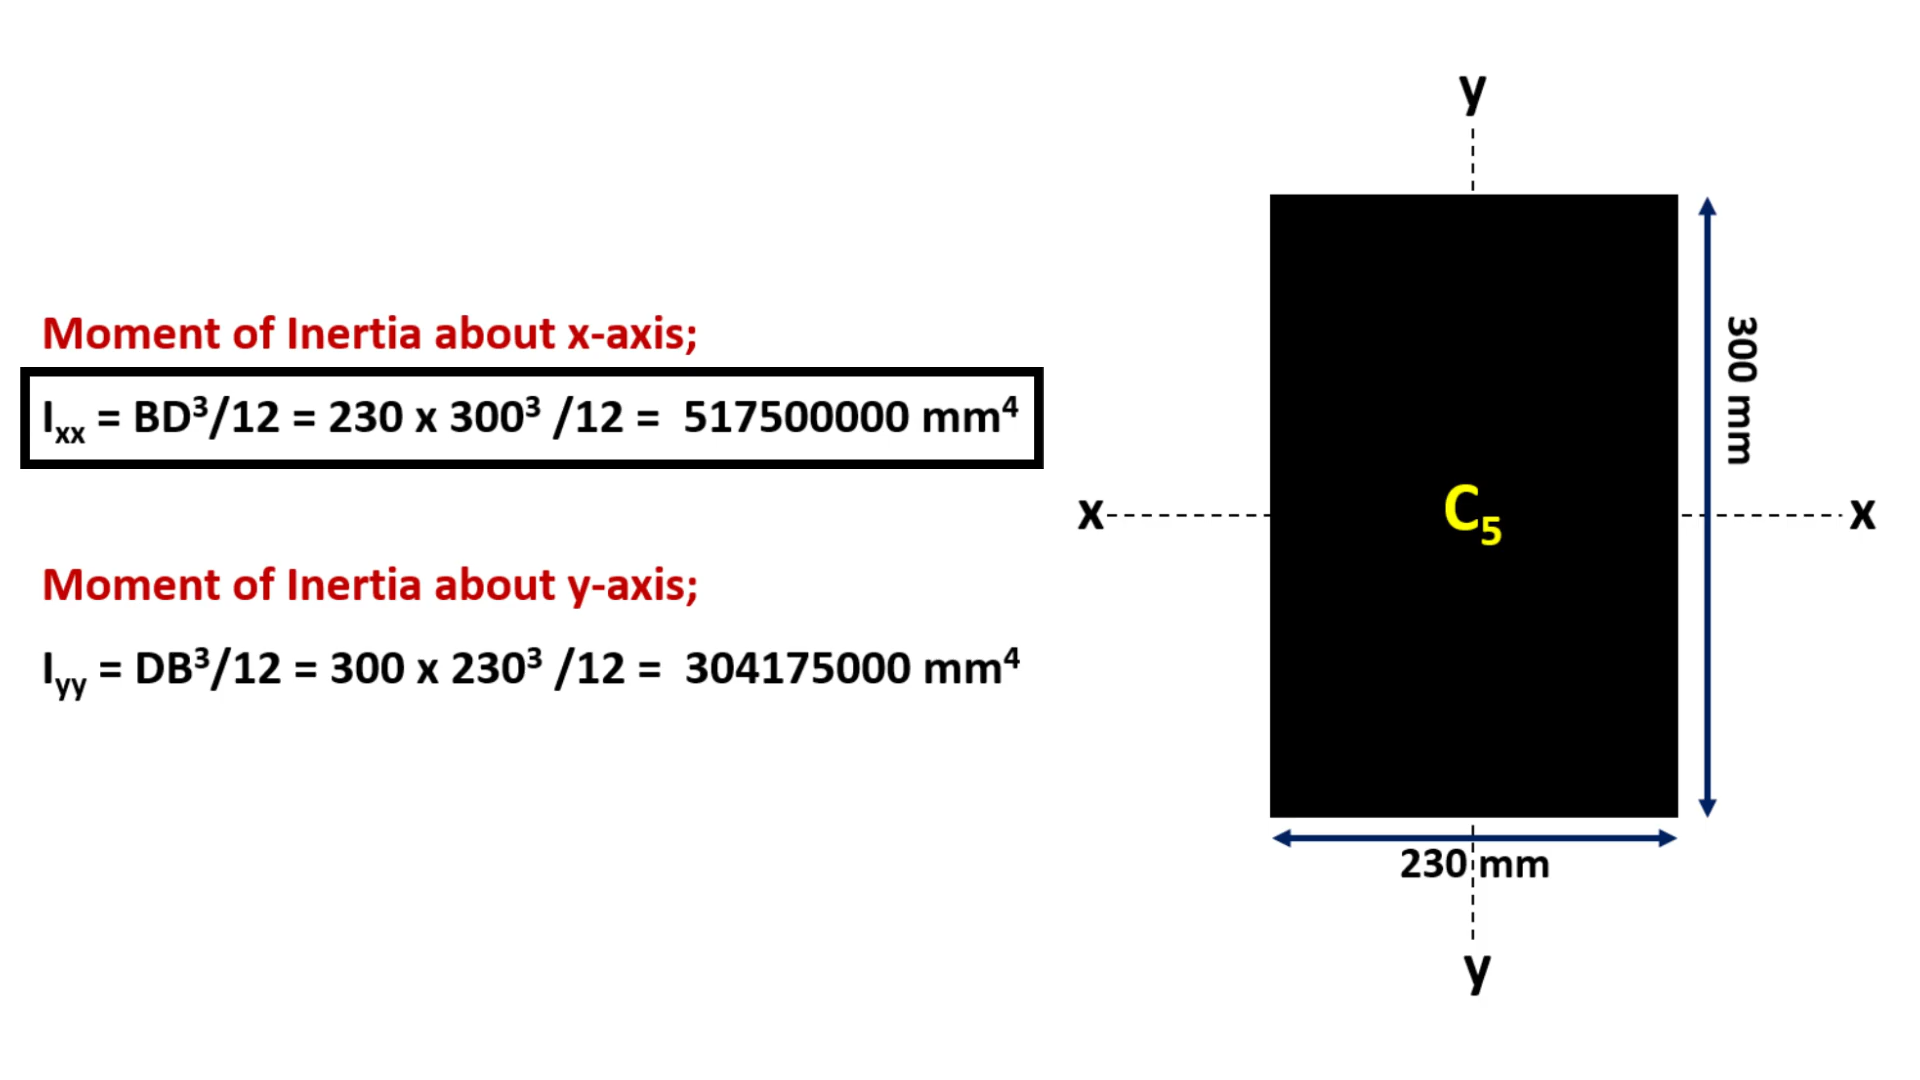 Moment of Inertia about x-axis;
Iₓₓ = BD³/12 = 230 x 300³ /12 = 517500000 mm⁴
Moment of Inertia about y-axis;
Iyy = DB³/12 = 300 x 230³ /12 = 304175000 mm⁴
y
300 mm
x
C₅
x
230 mm
y